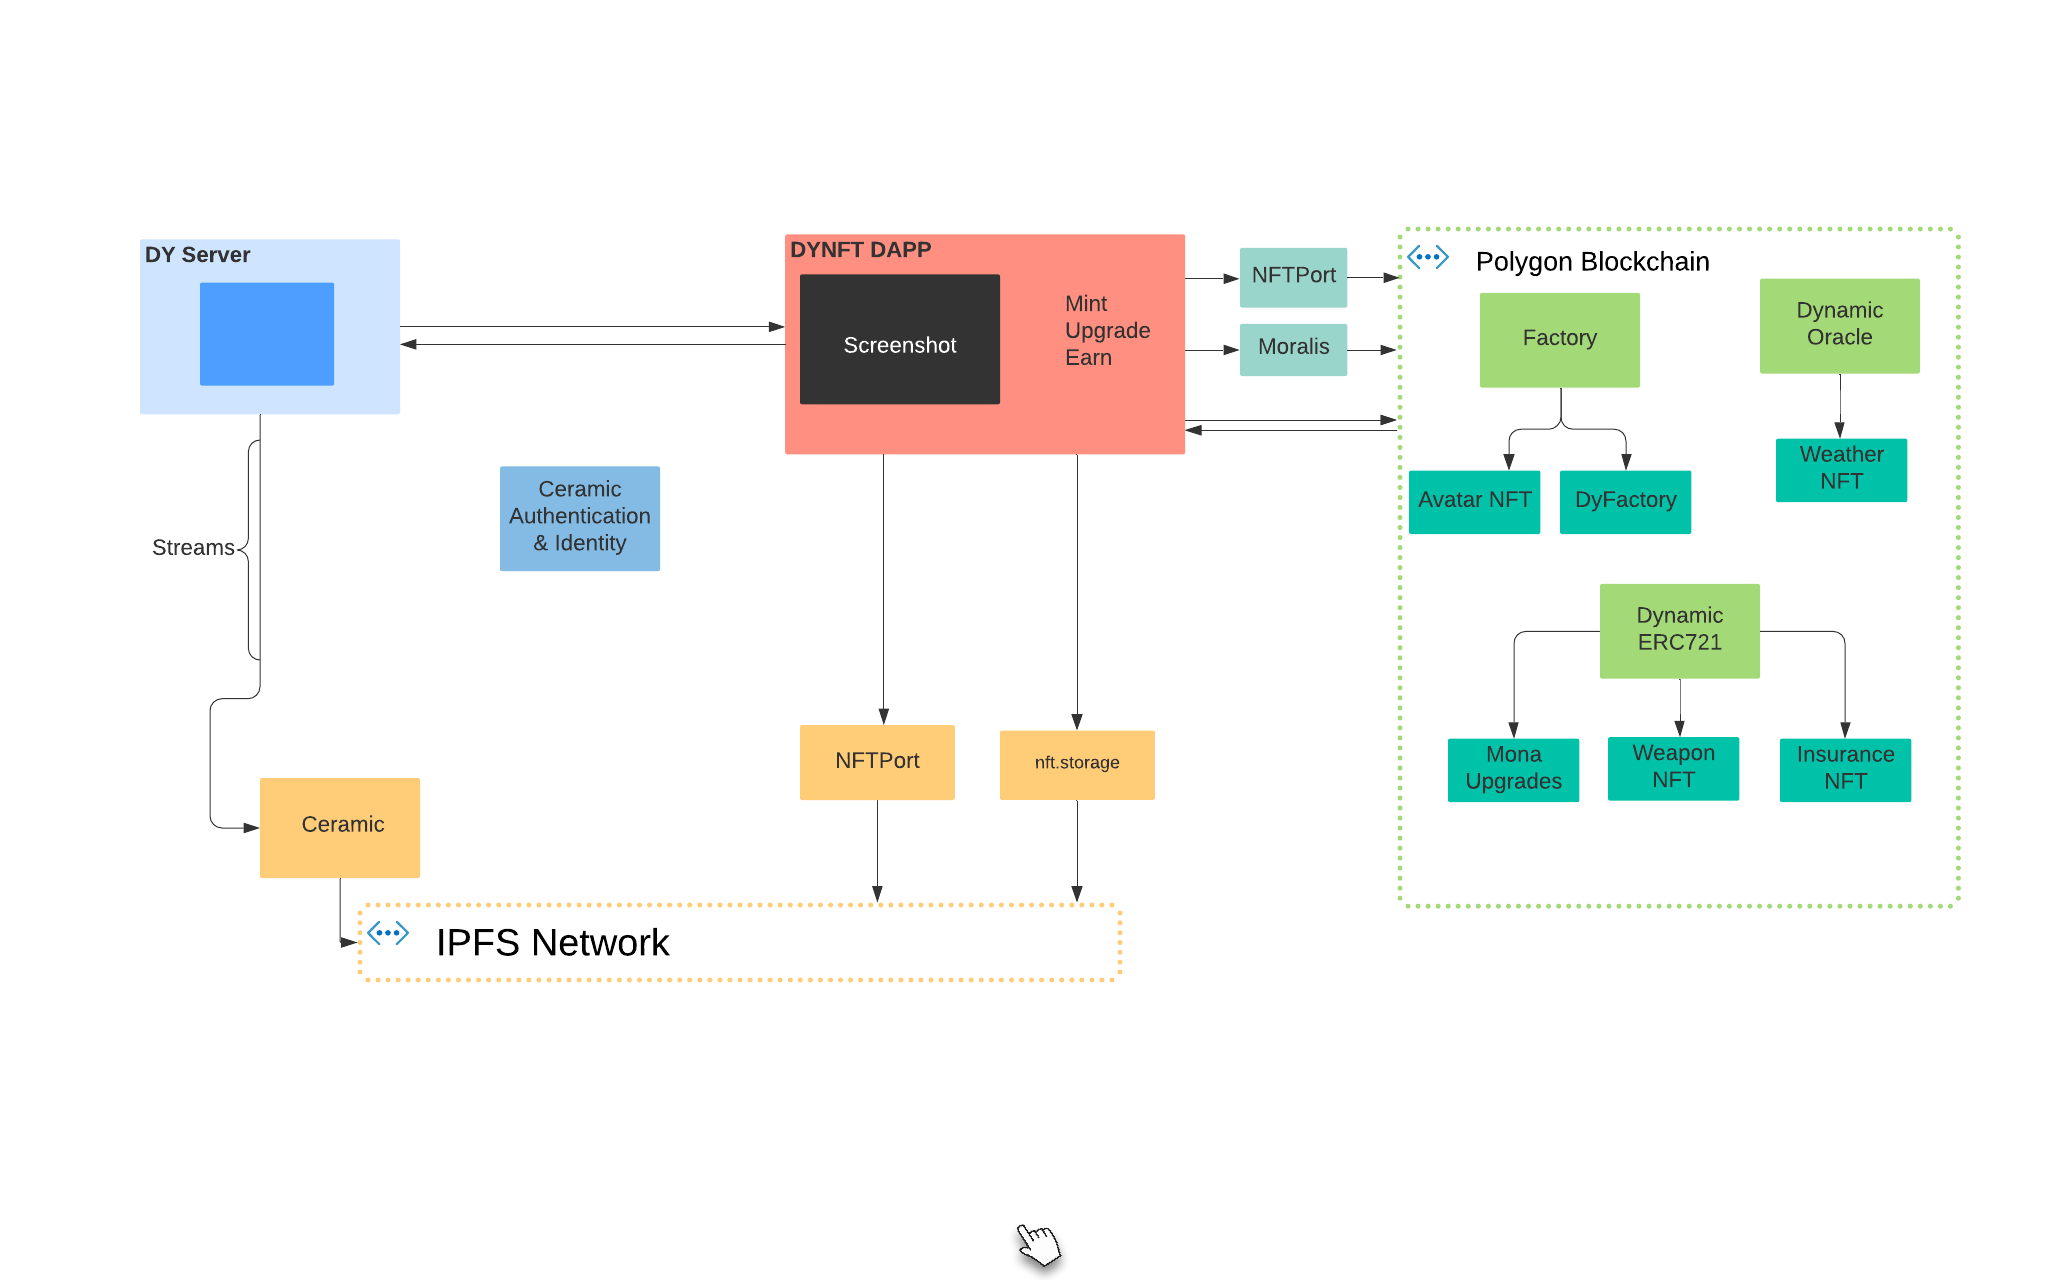 DY Server
DYNFT DAPP
Screenshot
Mint
Upgrade
Earn
NFTPort
Moralis
Polygon Blockchain
Factory
Dynamic
Oracle
Avatar NFT
DyFactory
Weather
NFT
Streams
Ceramic
Authentication
& Identity
Dynamic
ERC721
Mona
Upgrades
Weapon
NFT
Insurance
NFT
NFTPort
nft.storage
Ceramic
IPFS Network